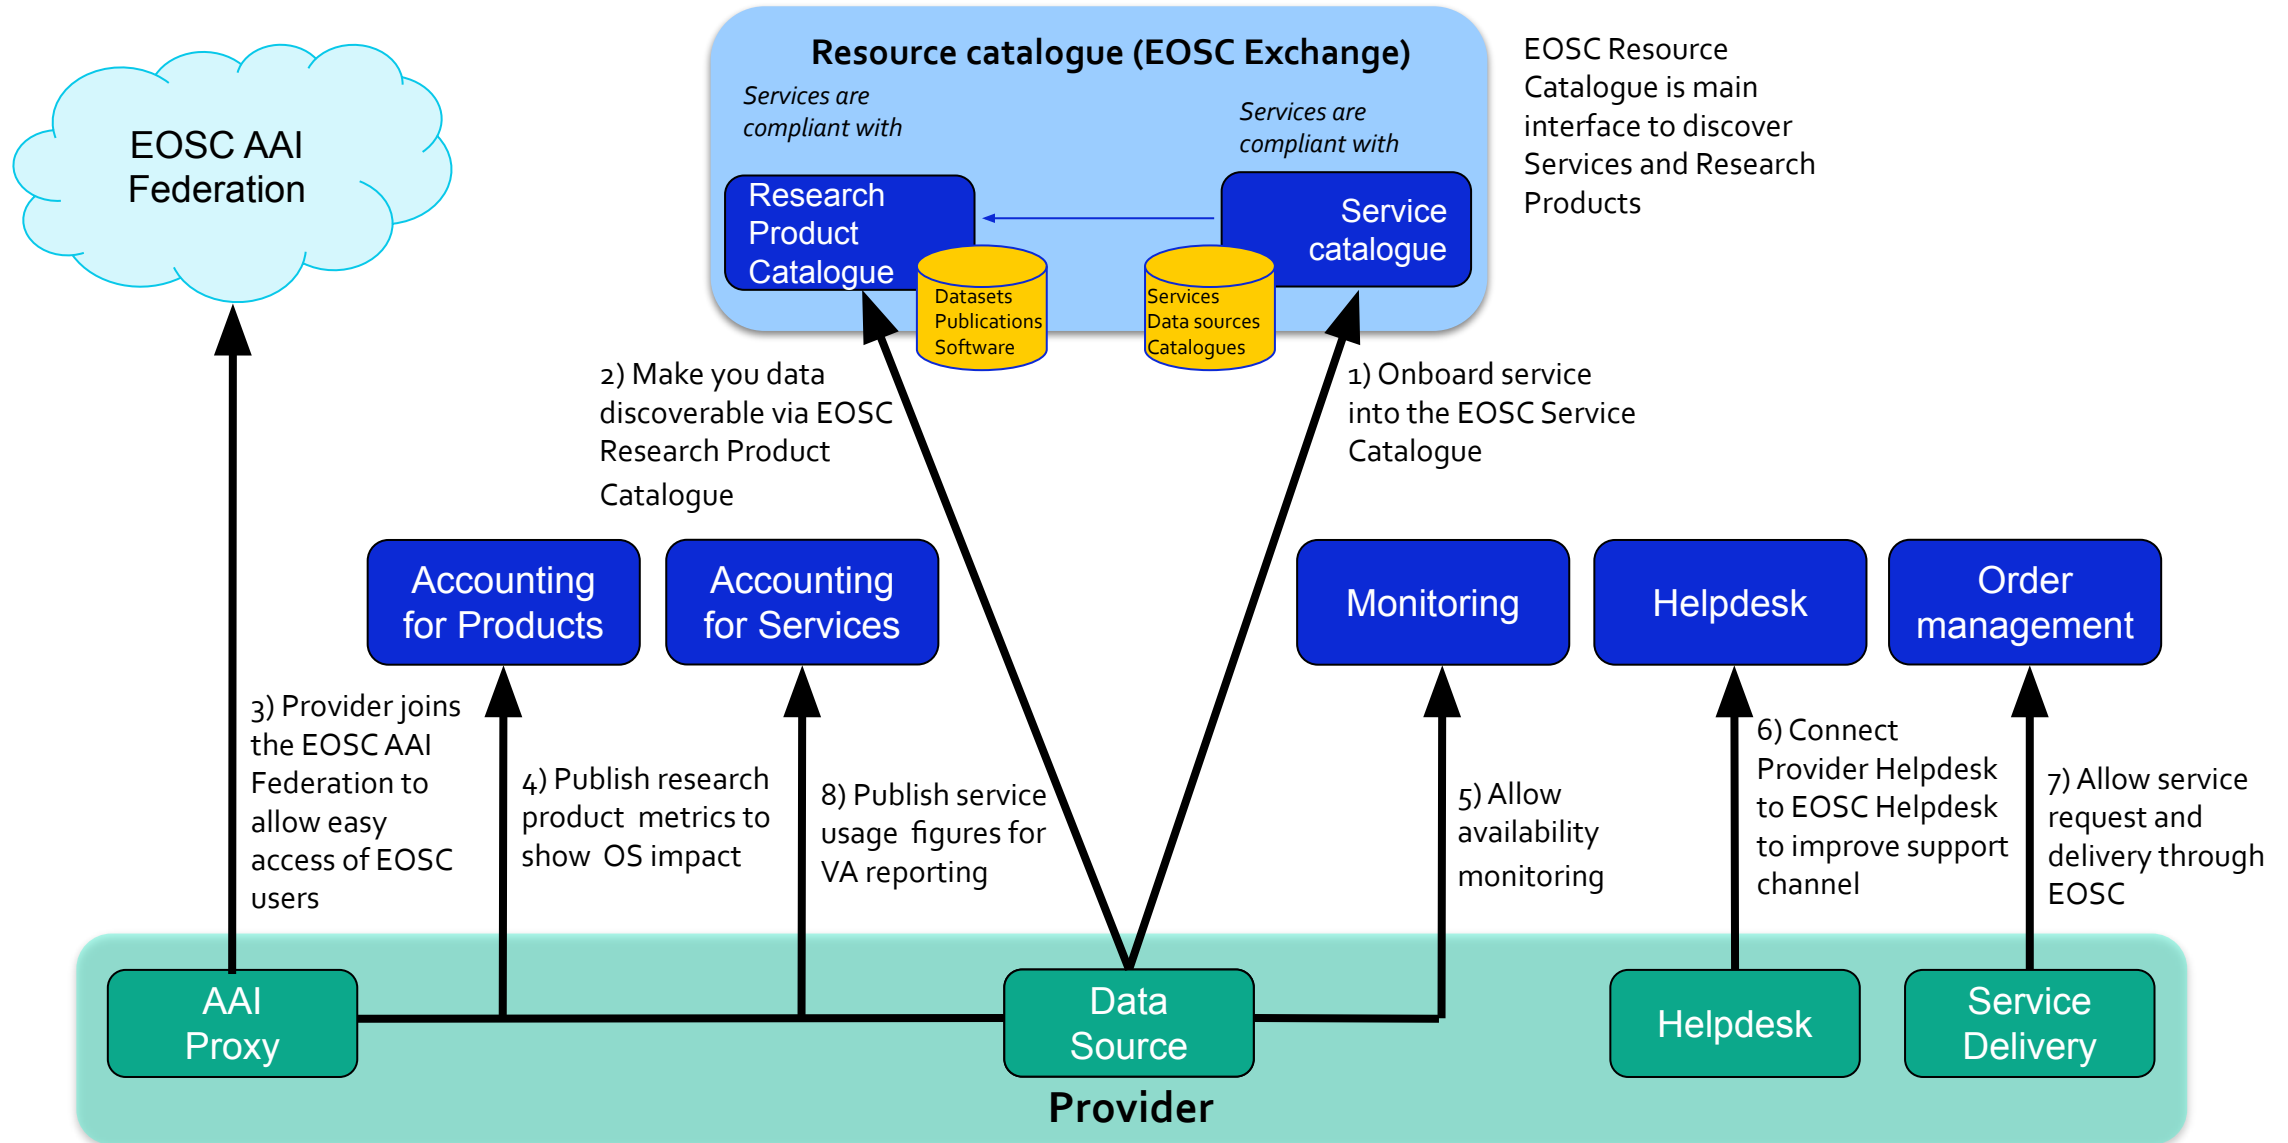 EOSC AAI
Federation
Resource catalogue (EOSC Exchange)
Services are
compliant with
Services are
compliant with
Research
Product
Catalogue
Service
catalogue
Datasets
Publications
Software
Services
Data sources
Catalogues
EOSC Resource
Catalogue is main
interface to discover
Services and Research
Products
2) Make you data
discoverable via EOSC
Research Product
Catalogue
1) Onboard service
into the EOSC Service
Catalogue
Accounting
for Products
Accounting
for Services
Monitoring
Helpdesk
Order
management
3) Provider joins
the EOSC AAI
Federation to
allow easy
access of EOSC
users
4) Publish research
product  metrics to
show  OS impact
8) Publish service
usage  figures for
VA reporting
5) Allow
availability
monitoring
6) Connect
Provider Helpdesk
to EOSC Helpdesk
to improve support
channel
7) Allow service
request and
delivery through
EOSC
AAI
Proxy
Data
Source
Helpdesk
Service
Delivery
Provider